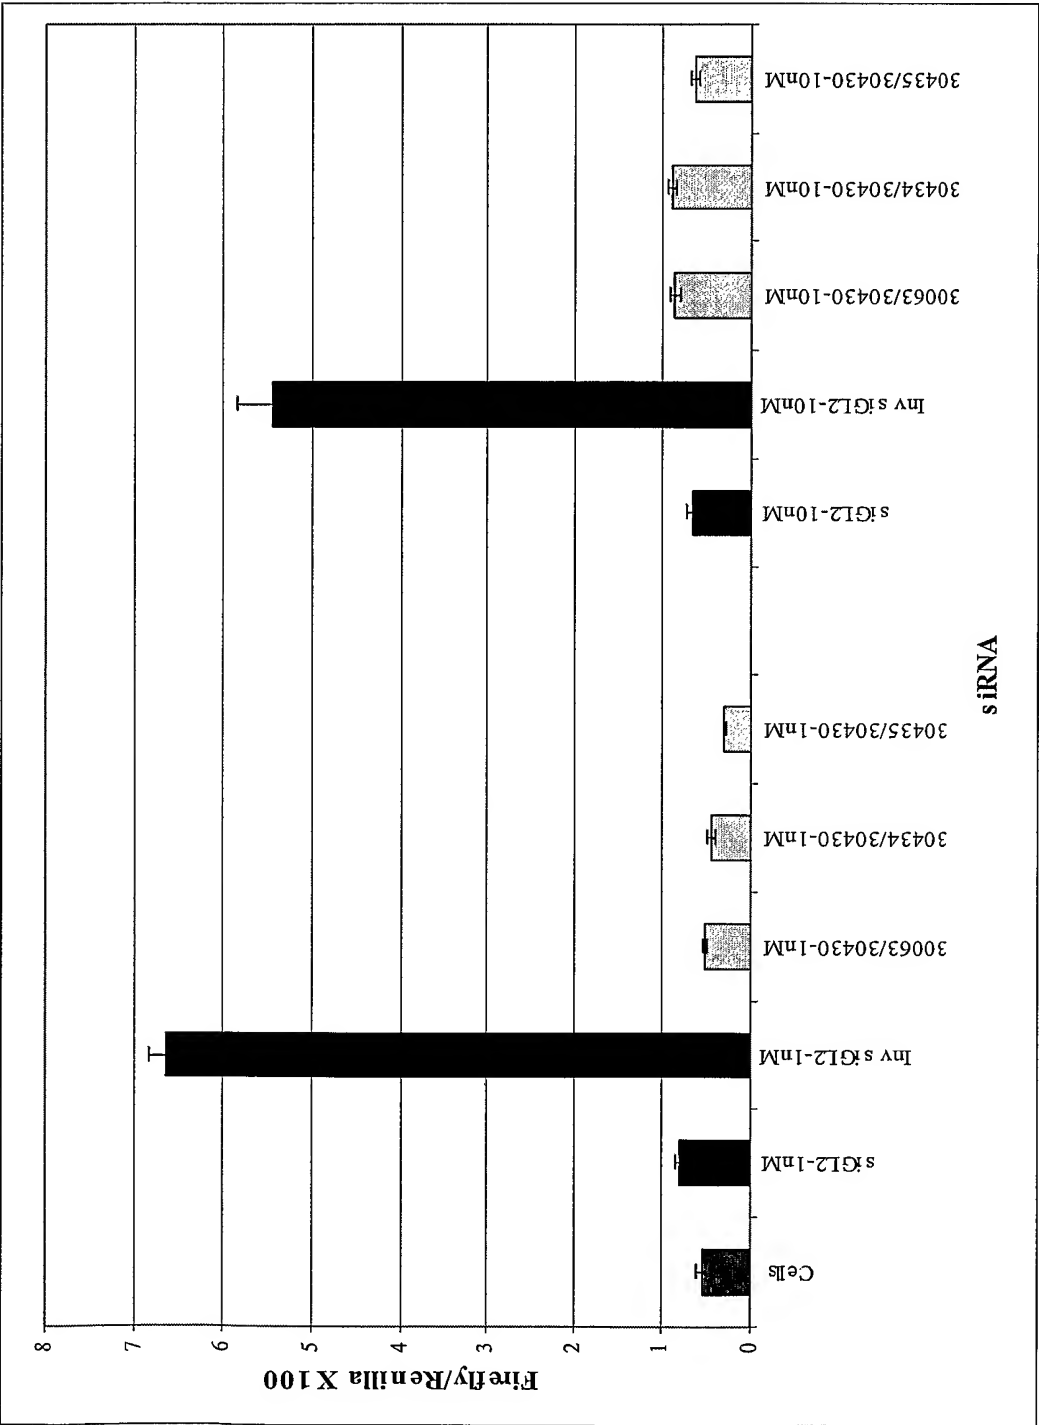 Firefly/Renilla X 100
8
7
6
5
4
3
2
1
0
Cells
siGL2-1nM
Inv siGL2-1nM
30063/30430-1nM
30434/30430-1nM
30435/30430-1nM
siGL2-10nM
Inv siGL2-10nM
30063/30430-10nM
30434/30430-10nM
30435/30430-10nM
siRNA